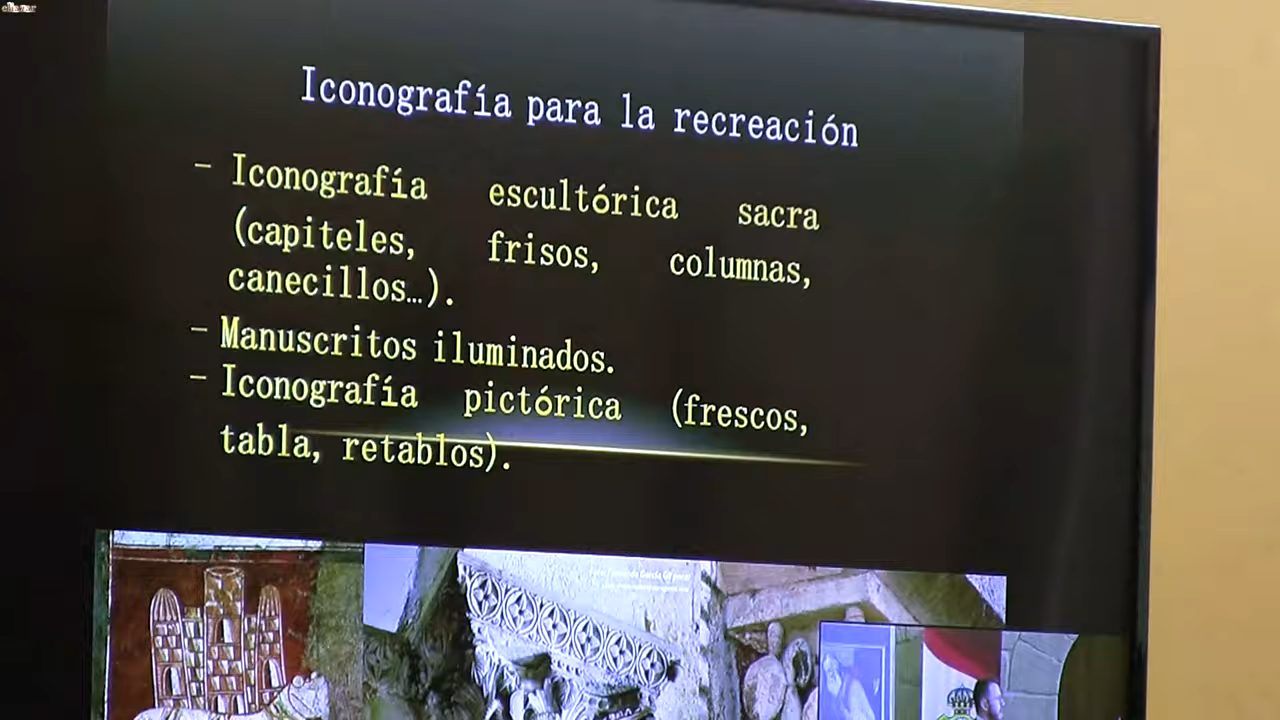 Iconografía para la recreación
– Iconografía escultórica sacra
(capiteles, frisos, columnas,
canecillos…).
– Manuscritos iluminados.
– Iconografía pictórica (frescos,
tabla, retablos).